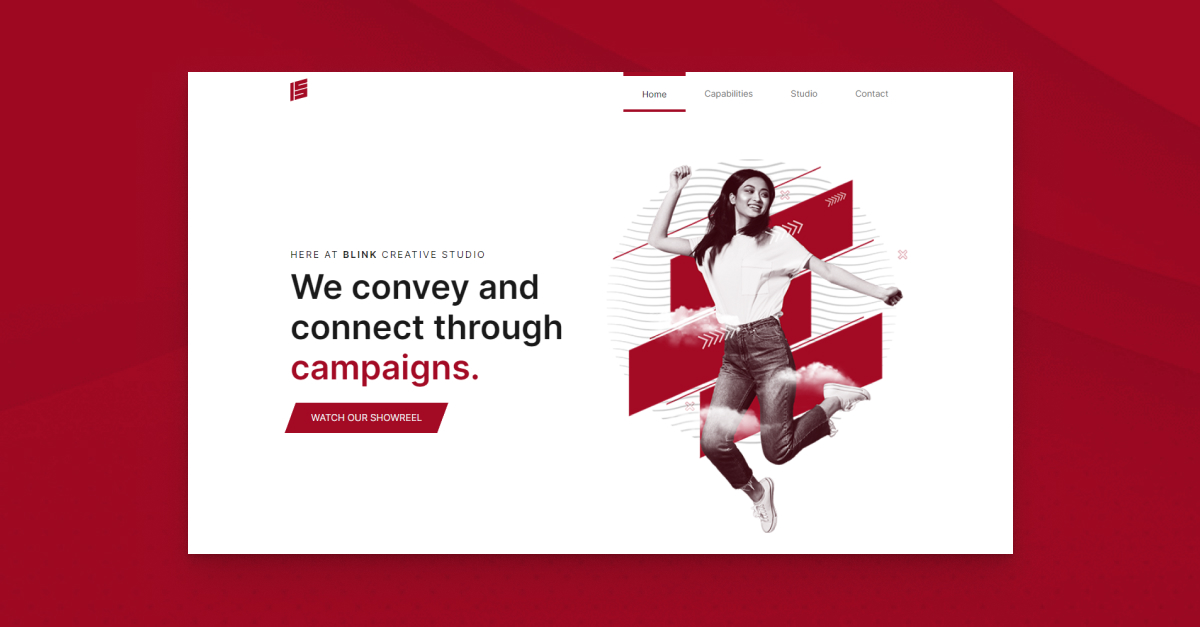 Home Capabilities Studio Contact
HERE AT BLINK CREATIVE STUDIO
We convey and
connect through
campaigns.
WATCH OUR SHOWREEL